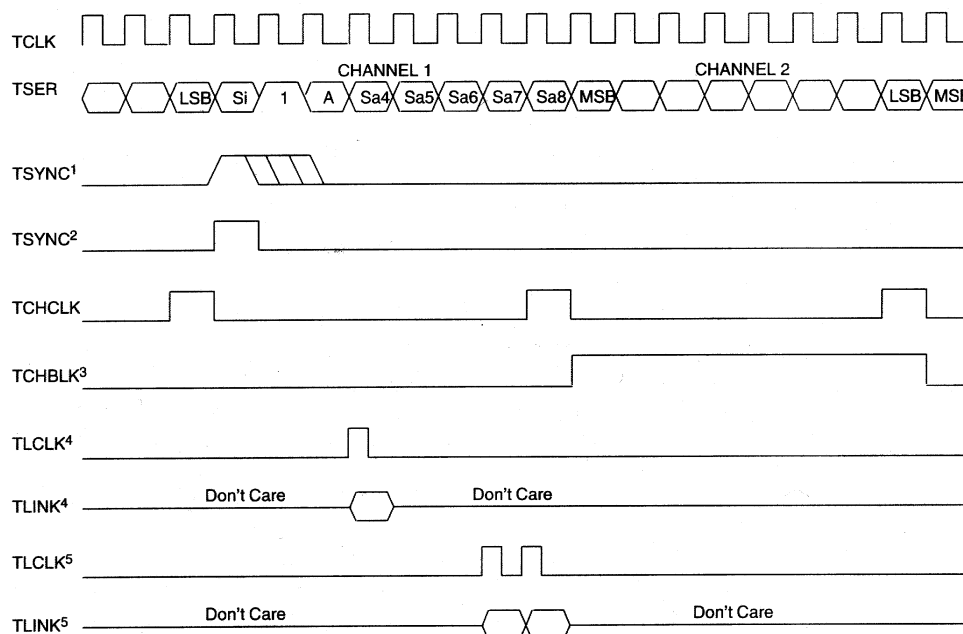 TCLK
CHANNEL 1 CHANNEL 2
TSER LSB Si 1 A Sa4 Sa5 Sa6 Sa7 Sa8 MSB LSB MSB
TSYNC¹
TSYNC²
TCHCLK
TCHBLK³
TLCLK⁴
Don't Care Don't Care
TLINK⁴
TLCLK⁵
Don't Care Don't Care
TLINK⁵